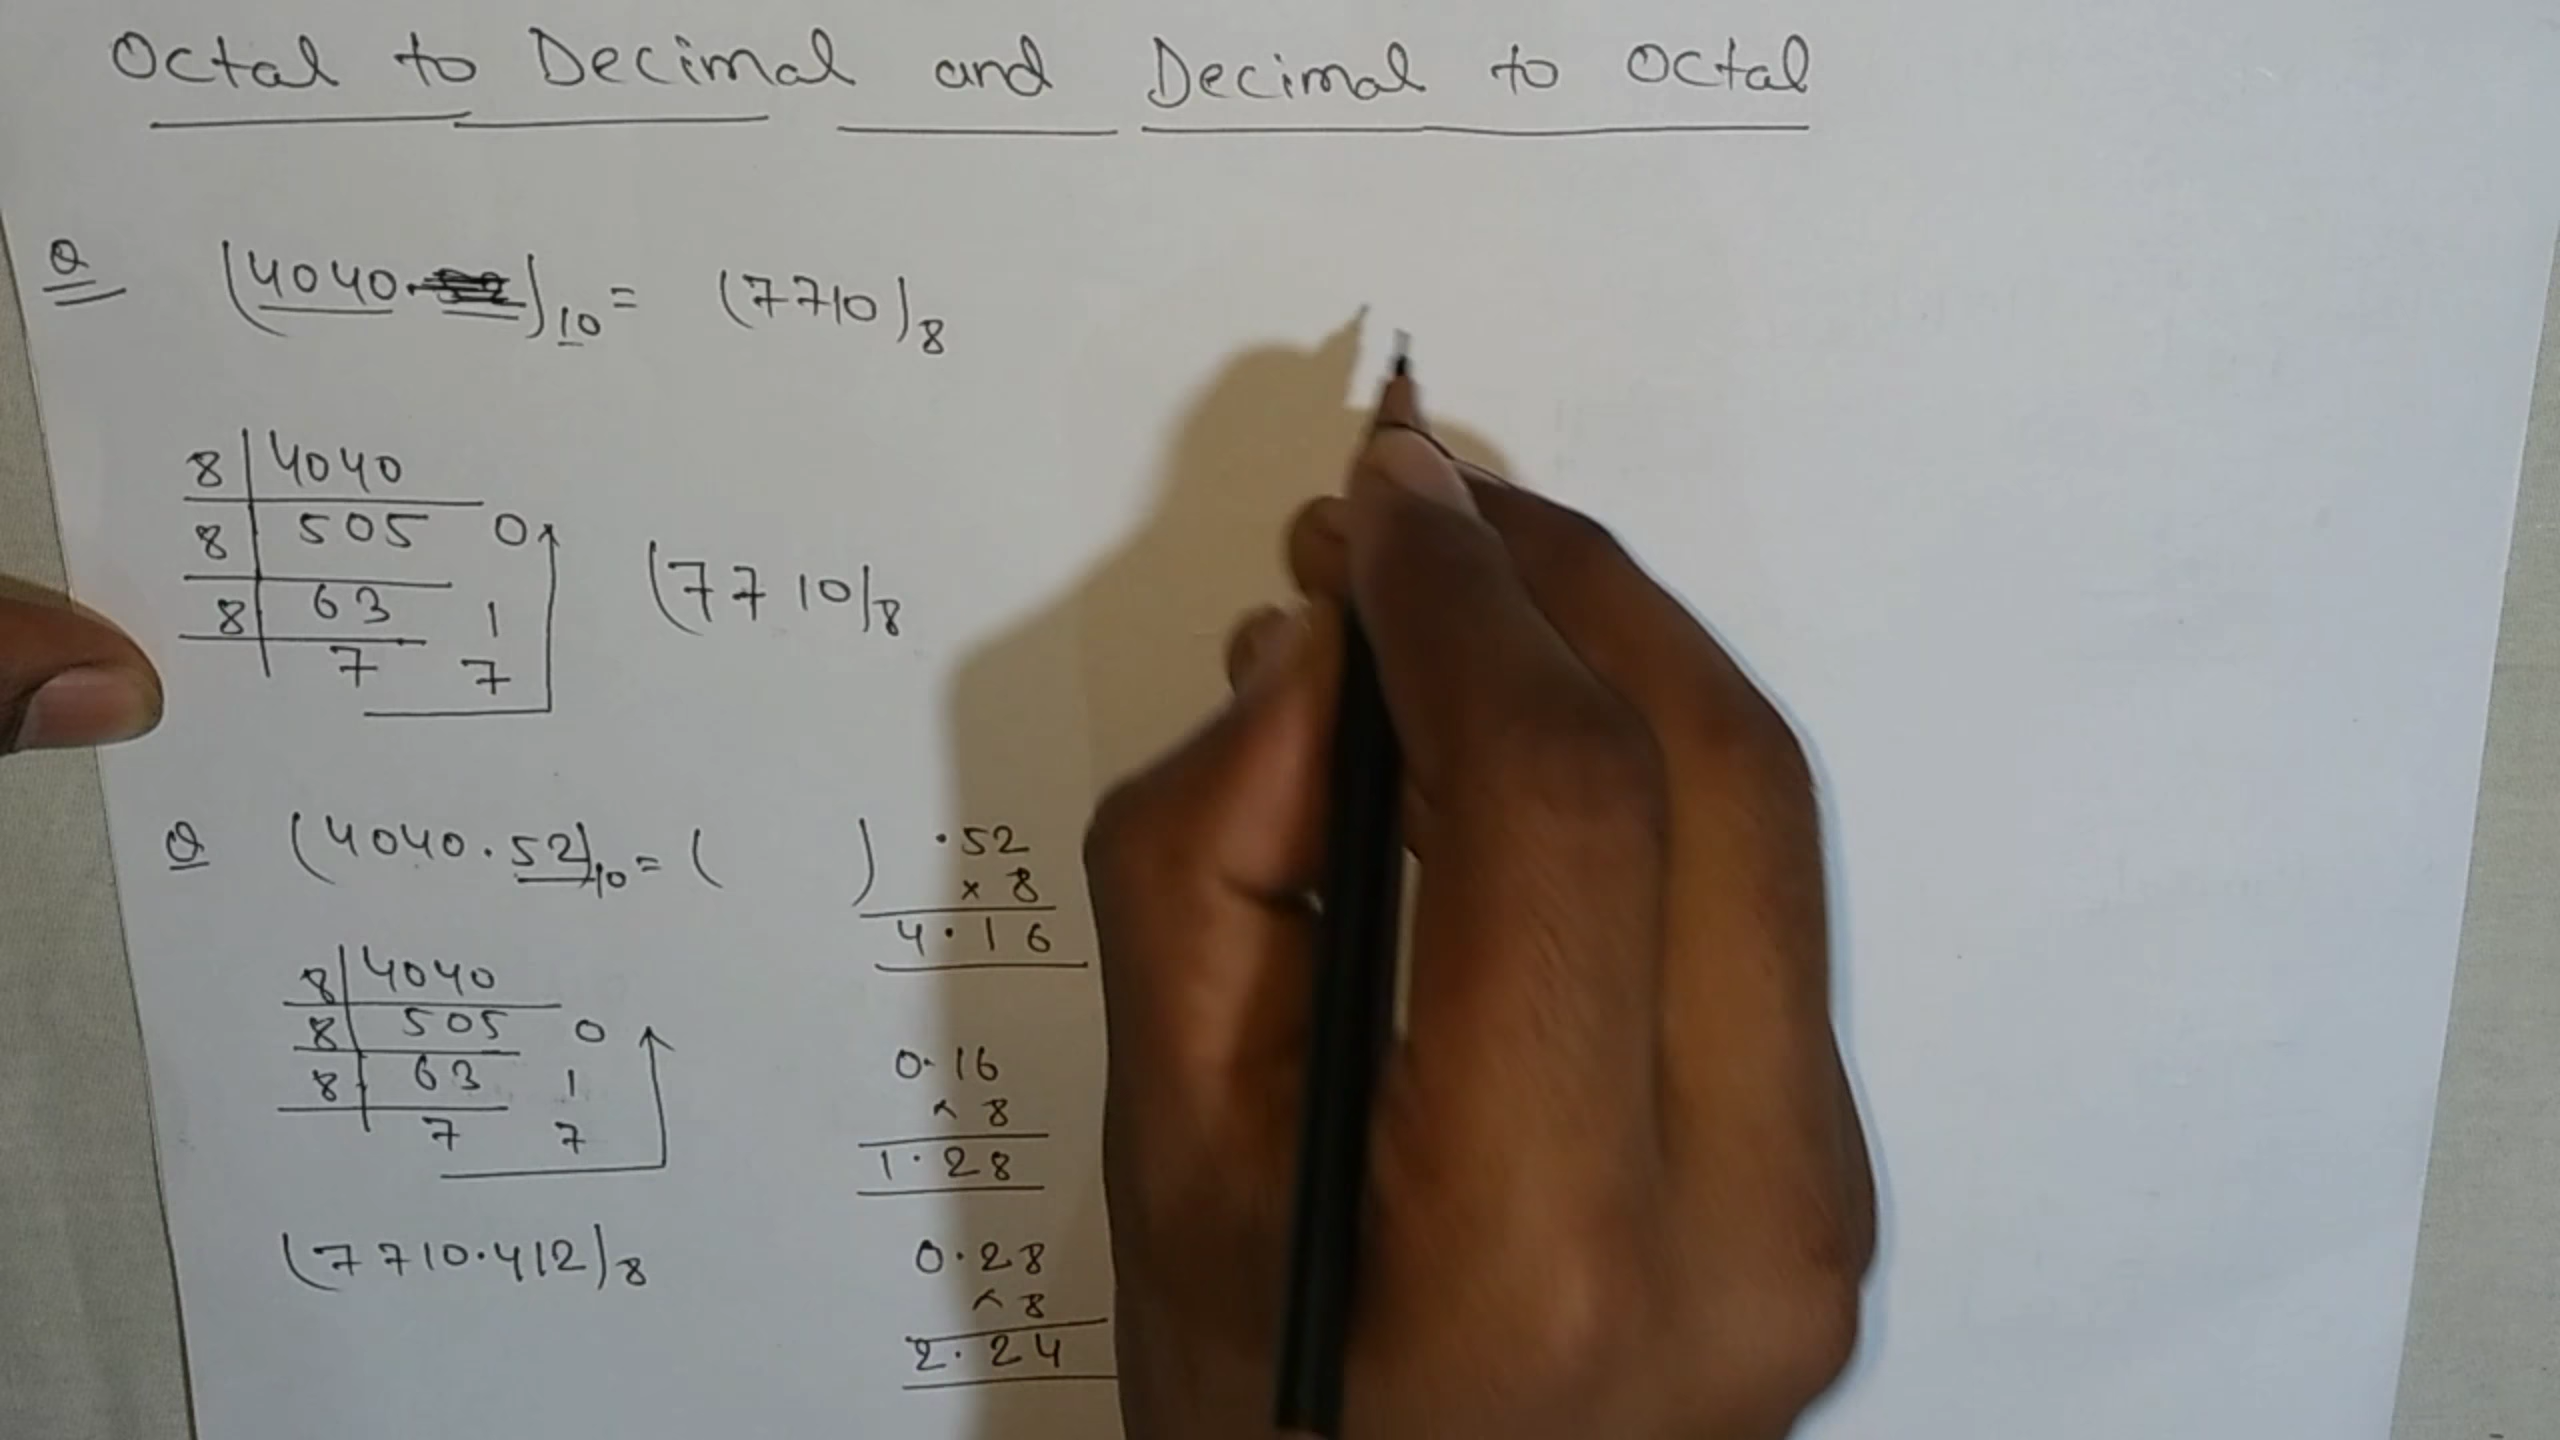 Octal to Decimal and Decimal to Octal
Q (4040.)10 = (7710)8
8 4040
8 505 0
8 63 1
7 7
(7710)8
Q (4040.52)10 = ( )
8 4040
8 505 0
8 63 1
7 7
(7710.412)8
.52
× 8
4.16
0.16
× 8
1.28
0.28
× 8
2.24